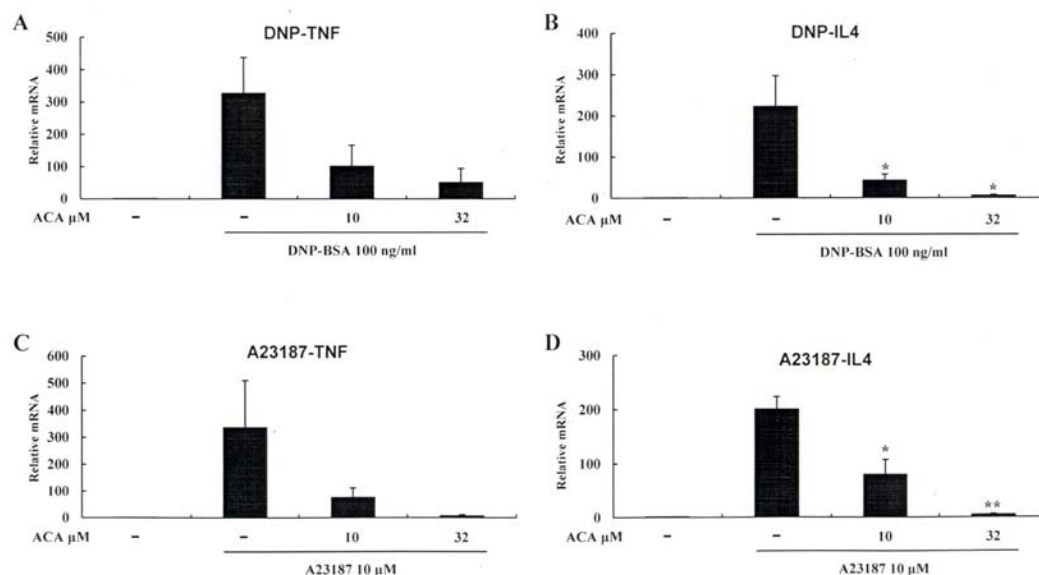 A
DNP-TNF
Relative mRNA
500
400
300
200
100
0
ACA µM
–
–
10
32
DNP-BSA 100 ng/ml
B
DNP-IL4
Relative mRNA
400
300
200
100
0
*
*
ACA µM
–
–
10
32
DNP-BSA 100 ng/ml
C
A23187-TNF
Relative mRNA
600
500
400
300
200
100
0
ACA µM
–
–
10
32
A23187 10 µM
D
A23187-IL4
Relative mRNA
300
200
100
0
*
**
ACA µM
–
–
10
32
A23187 10 µM